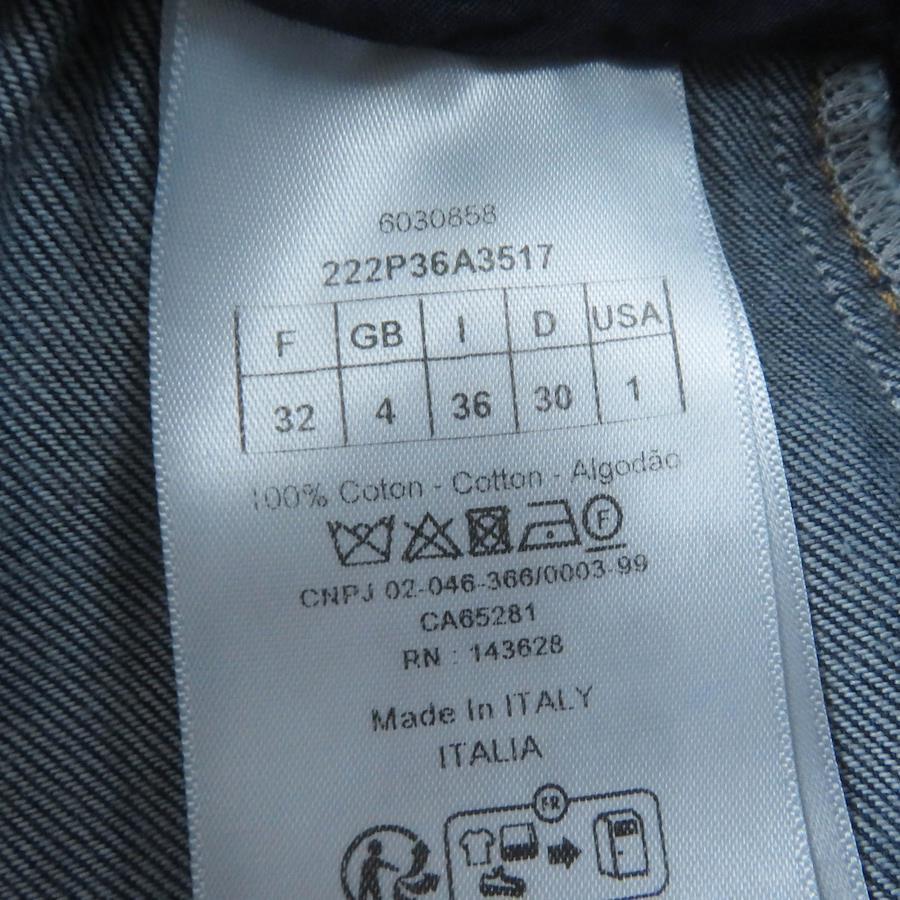 6030858
222P36A3517
F GB I D USA
32 4 36 30 1
100% Coton - Cotton - Algodão
F
CNPJ 02-046-366/0003-99
CA65281
RN : 143628
Made In ITALY
ITALIA
FR